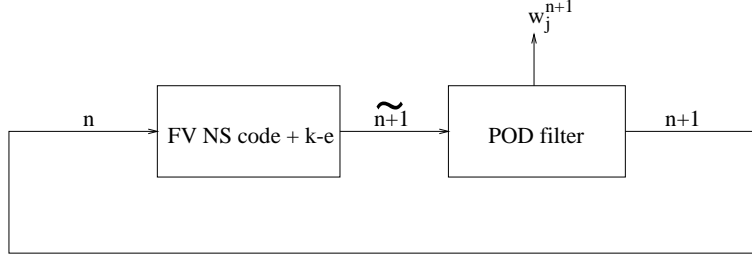 w_j^{n+1}
n
FV NS code + k-e
~
n+1
POD filter
n+1